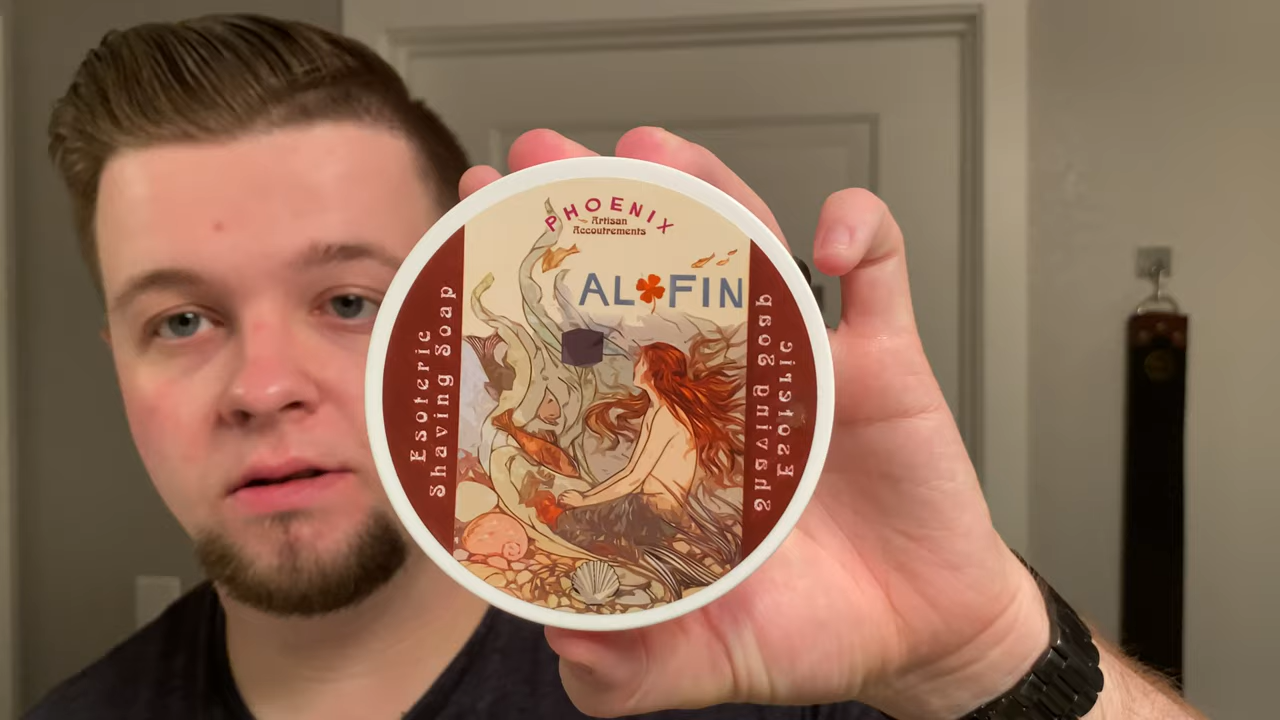 PHOENIX
Artisan
Accoutrements
AL FIN
Esoteric
Shaving Soap
Esoteric
Shaving Soap